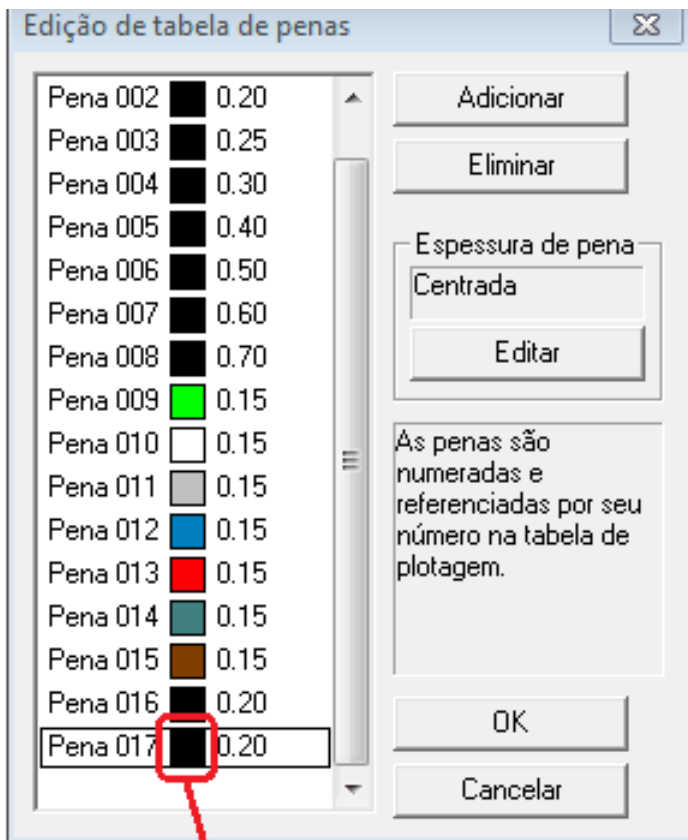 Edição de tabela de penas
Pena 002 0.20
Pena 003 0.25
Pena 004 0.30
Pena 005 0.40
Pena 006 0.50
Pena 007 0.60
Pena 008 0.70
Pena 009 0.15
Pena 010 0.15
Pena 011 0.15
Pena 012 0.15
Pena 013 0.15
Pena 014 0.15
Pena 015 0.15
Pena 016 0.20
Pena 017 0.20
Adicionar
Eliminar
Espessura de pena
Centrada
Editar
As penas são
numeradas e
referenciadas por seu
número na tabela de
plotagem.
OK
Cancelar